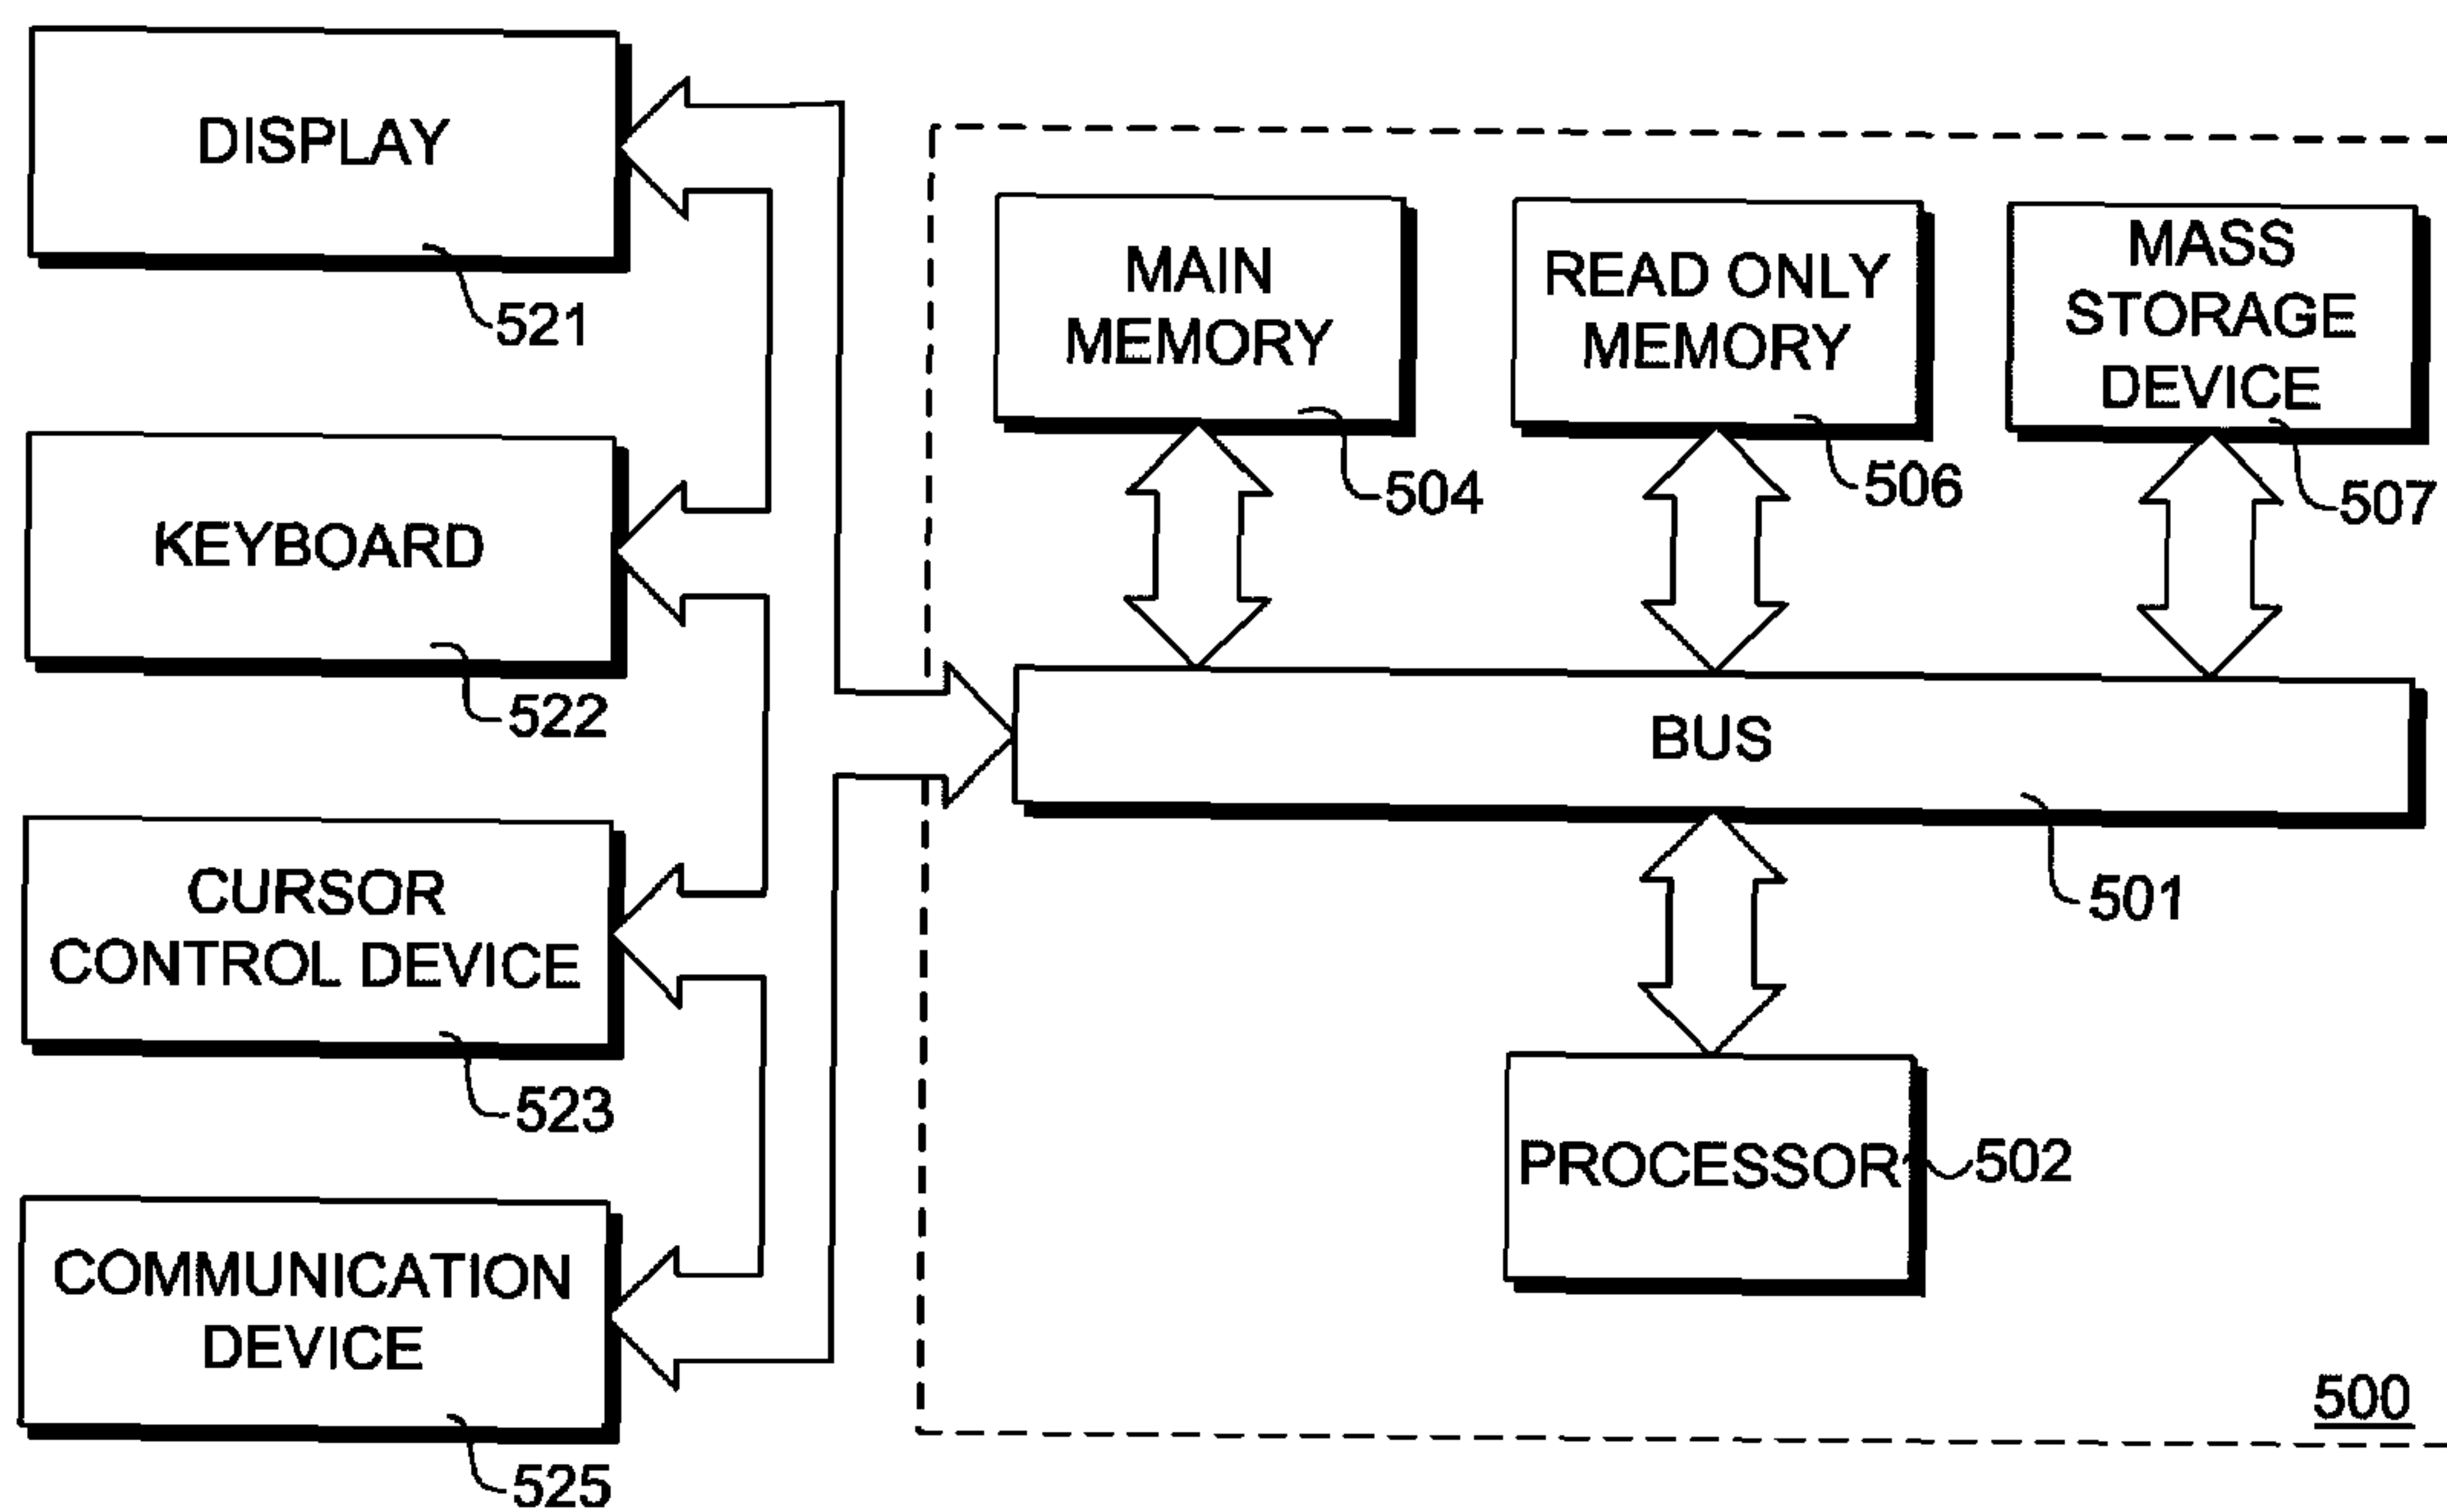 DISPLAY
521
KEYBOARD
522
CURSOR
CONTROL DEVICE
523
COMMUNICATION
DEVICE
525
MAIN
MEMORY
504
READ ONLY
MEMORY
506
MASS
STORAGE
DEVICE
507
BUS
501
PROCESSOR
502
500